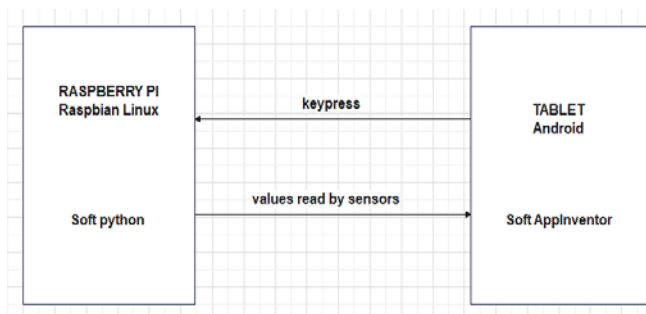 RASPBERRY PI
Raspbian Linux
Soft python
keypress
values read by sensors
TABLET
Android
Soft AppInventor